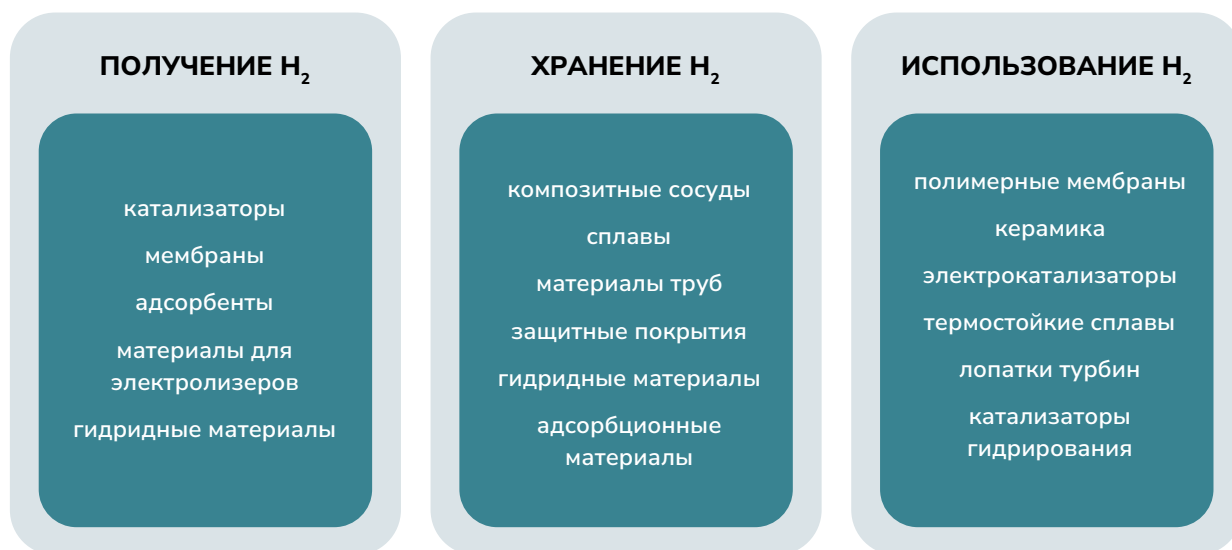 ПОЛУЧЕНИЕ H₂
катализаторы
мембраны
адсорбенты
материалы для
электролизеров
гидридные материалы
ХРАНЕНИЕ H₂
композитные сосуды
сплавы
материалы труб
защитные покрытия
гидридные материалы
адсорбционные
материалы
ИСПОЛЬЗОВАНИЕ H₂
полимерные мембраны
керамика
электрокатализаторы
термостойкие сплавы
лопатки турбин
катализаторы
гидрирования